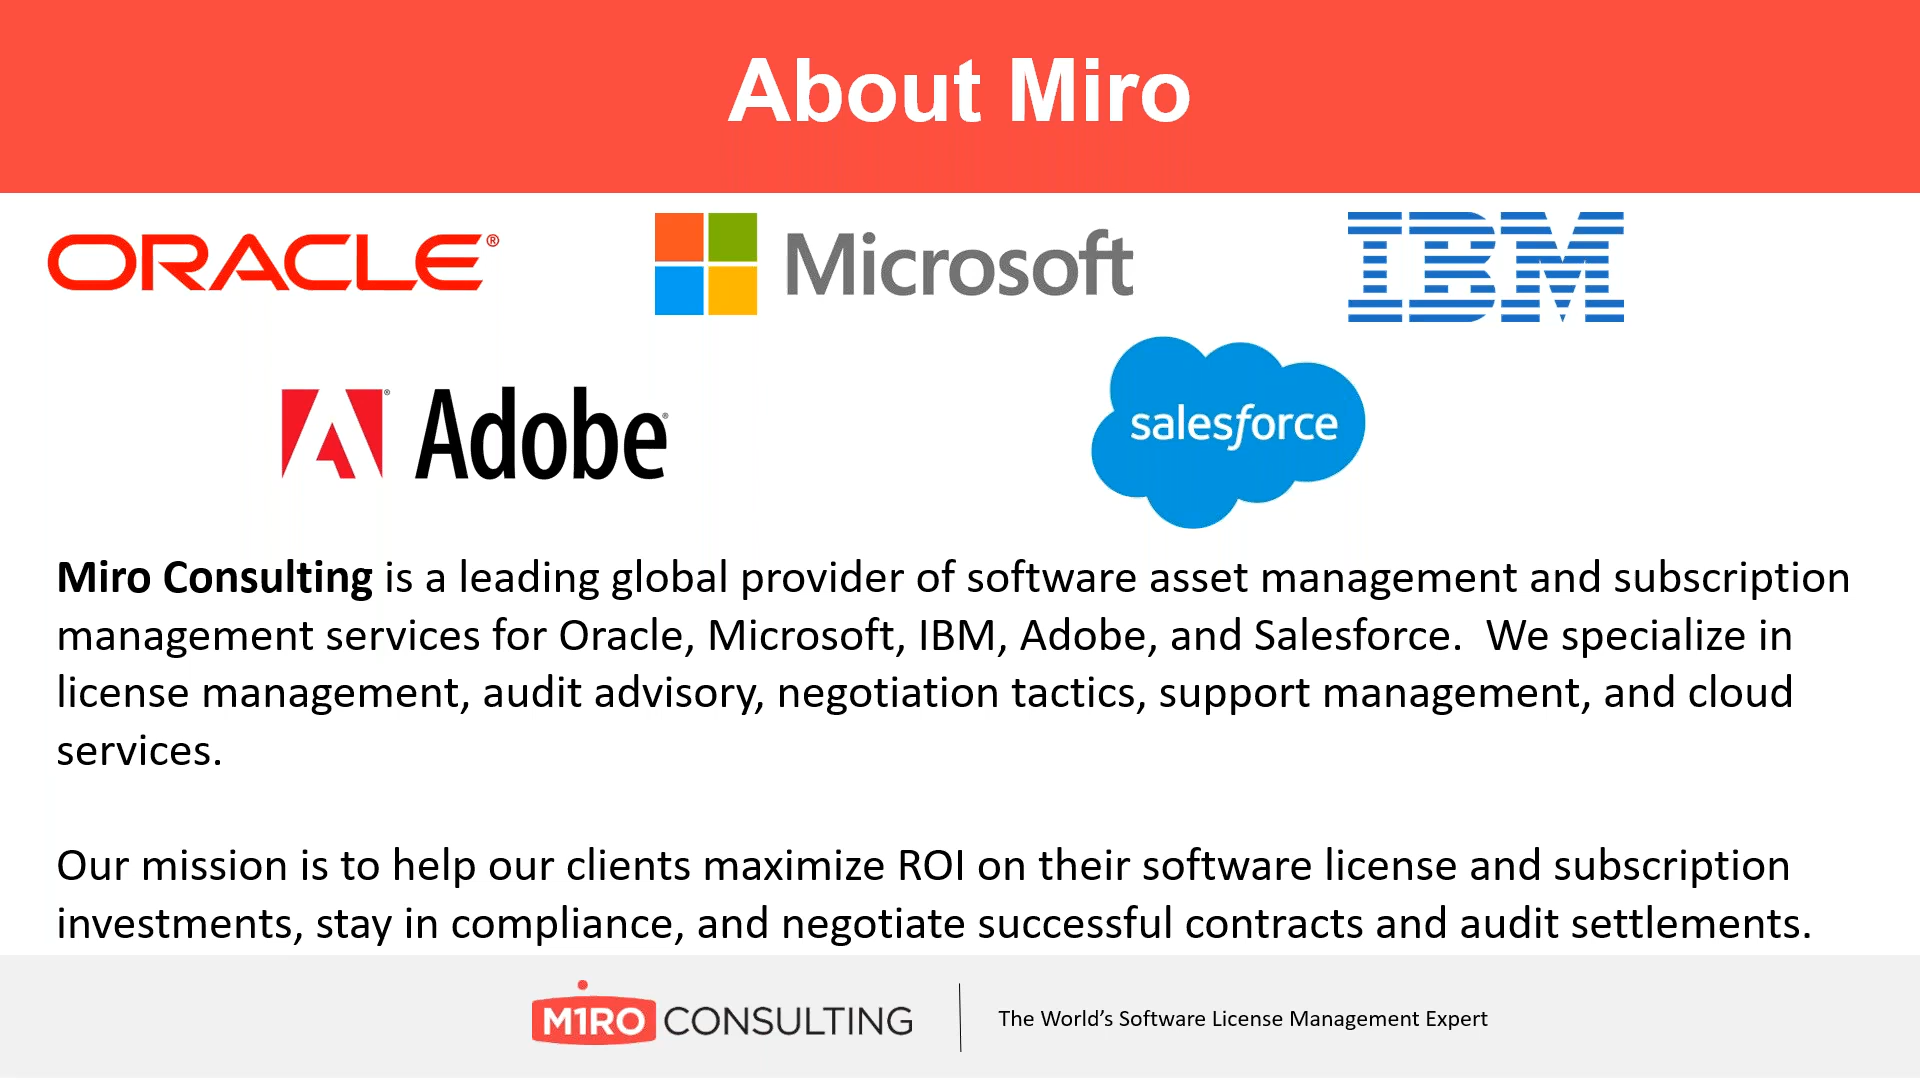 About Miro
ORACLE®
Microsoft
IBM
Adobe®
salesforce
Miro Consulting is a leading global provider of software asset management and subscription
management services for Oracle, Microsoft, IBM, Adobe, and Salesforce.  We specialize in
license management, audit advisory, negotiation tactics, support management, and cloud
services.
Our mission is to help our clients maximize ROI on their software license and subscription
investments, stay in compliance, and negotiate successful contracts and audit settlements.
M1RO CONSULTING
The World’s Software License Management Expert